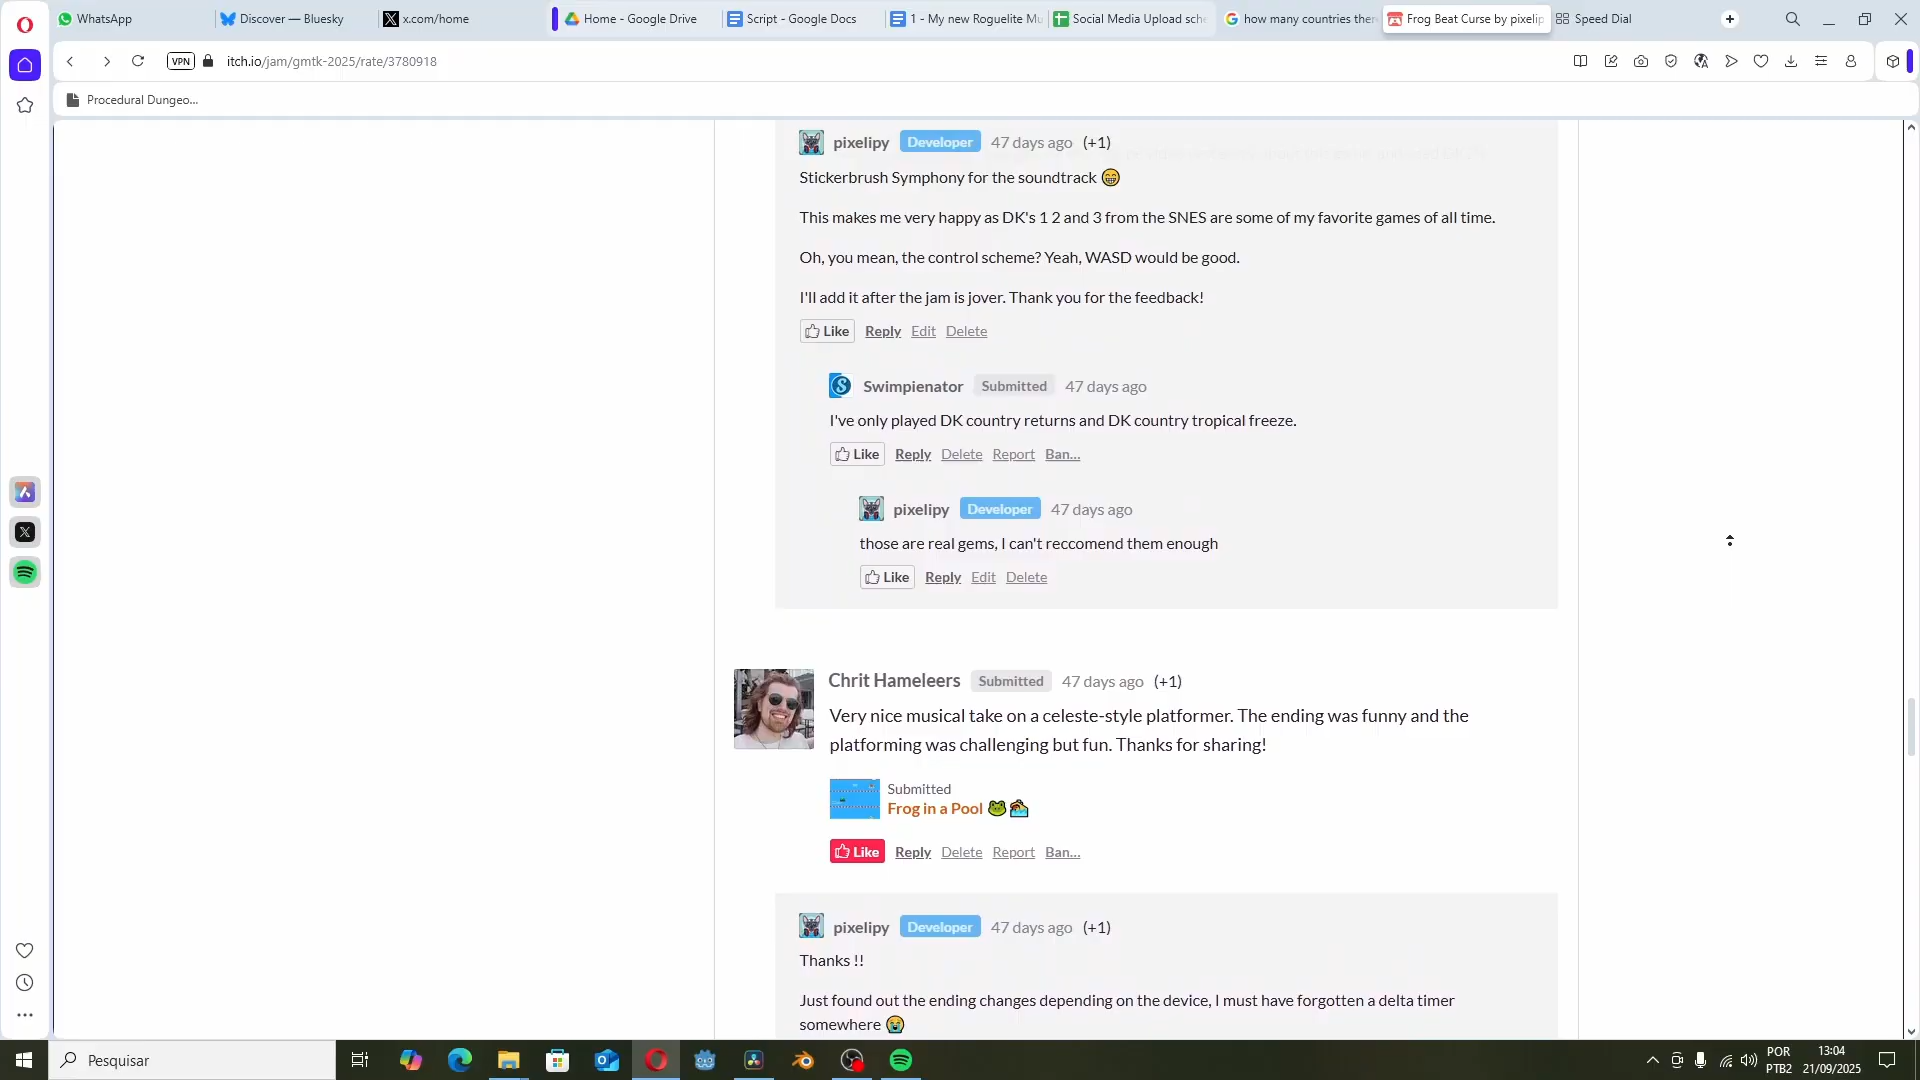 WhatsApp
Discover — Bluesky
x.com/home
Home - Google Drive
Script - Google Docs
1 - My new Roguelite Mu
Social Media Upload sche
how many countries ther
Frog Beat Curse by pixelip
Speed Dial
VPN
itch.io/jam/gmtk-2025/rate/3780918
Procedural Dungeo...
pixelipy Developer 47 days ago (+1)
Stickerbrush Symphony for the soundtrack 😁
This makes me very happy as DK's 1 2 and 3 from the SNES are some of my favorite games of all time.
Oh, you mean, the control scheme? Yeah, WASD would be good.
I'll add it after the jam is jover. Thank you for the feedback!
Like Reply Edit Delete
Swimpienator Submitted 47 days ago
I've only played DK country returns and DK country tropical freeze.
Like Reply Delete Report Ban...
pixelipy Developer 47 days ago
those are real gems, I can't reccomend them enough
Like Reply Edit Delete
Chrit Hameleers Submitted 47 days ago (+1)
Very nice musical take on a celeste-style platformer. The ending was funny and the
platforming was challenging but fun. Thanks for sharing!
Submitted
Frog in a Pool 🐸🏊
Like Reply Delete Report Ban...
pixelipy Developer 47 days ago (+1)
Thanks !!
Just found out the ending changes depending on the device, I must have forgotten a delta timer
somewhere 😭
Pesquisar
POR
PTB2
13:04
21/09/2025